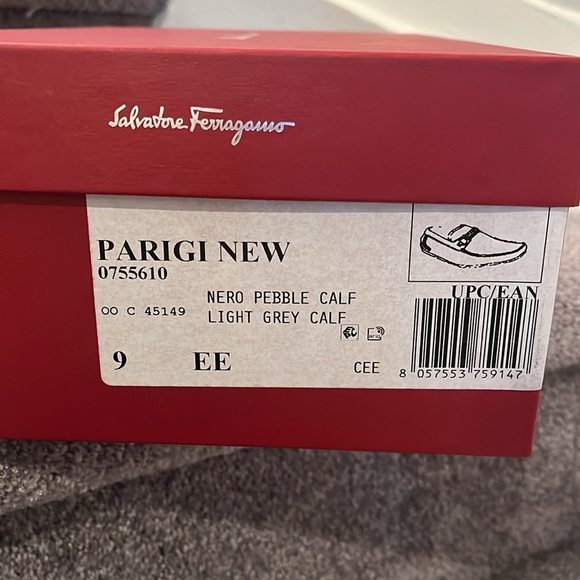 Salvatore Ferragamo
PARIGI NEW
0755610
OO C 45149
NERO PEBBLE CALF
LIGHT GREY CALF
UPC/EAN
9 EE
CEE
8 057553 759147